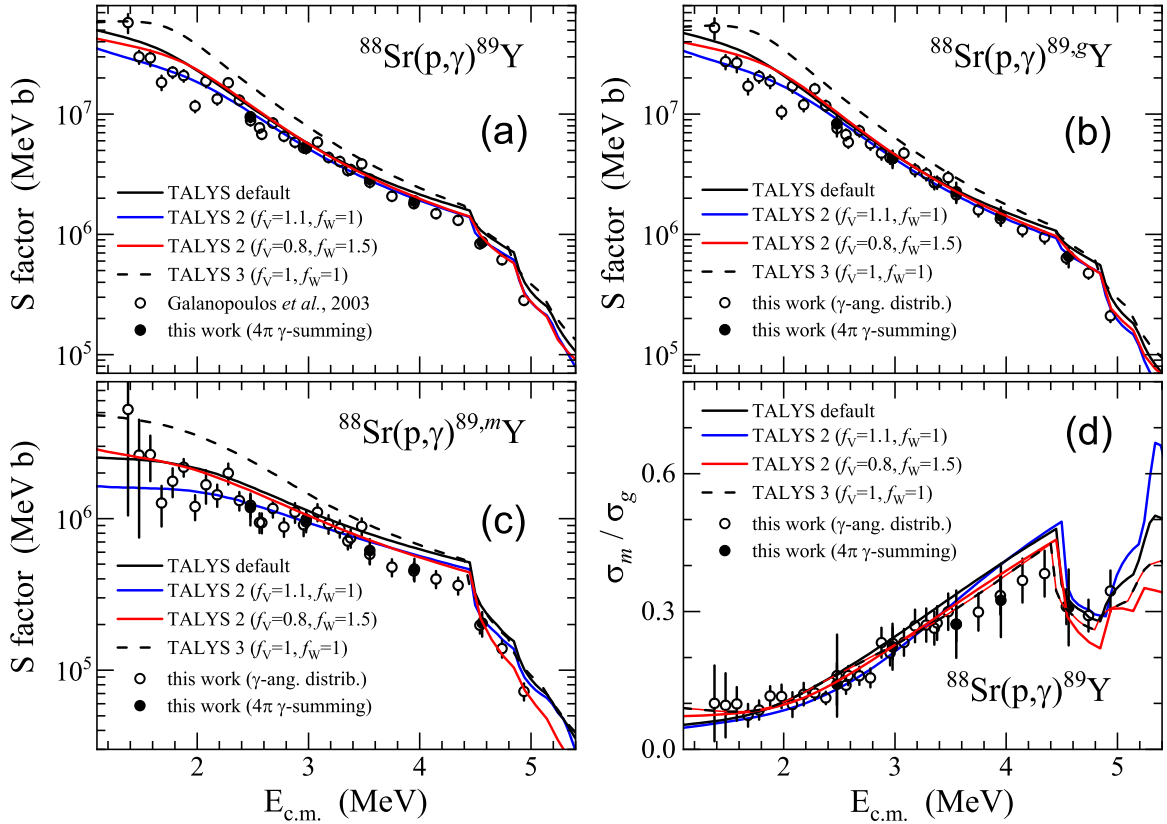 S factor (MeV b)
10⁷
10⁶
10⁵
⁸⁸Sr(p,γ)⁸⁹Y
(a)
TALYS default
TALYS 2 (f_V=1.1, f_W=1)
TALYS 2 (f_V=0.8, f_W=1.5)
TALYS 3 (f_V=1, f_W=1)
Galanopoulos et al., 2003
this work (4π γ-summing)
S factor (MeV b)
10⁷
10⁶
10⁵
⁸⁸Sr(p,γ)⁸⁹,ᵍY
(b)
TALYS default
TALYS 2 (f_V=1.1, f_W=1)
TALYS 2 (f_V=0.8, f_W=1.5)
TALYS 3 (f_V=1, f_W=1)
this work (γ-ang. distrib.)
this work (4π γ-summing)
S factor (MeV b)
10⁶
10⁵
⁸⁸Sr(p,γ)⁸⁹,ᵐY
(c)
TALYS default
TALYS 2 (f_V=1.1, f_W=1)
TALYS 2 (f_V=0.8, f_W=1.5)
TALYS 3 (f_V=1, f_W=1)
this work (γ-ang. distrib.)
this work (4π γ-summing)
2 3 4 5
E_c.m. (MeV)
σ_m / σ_g
0.6
0.3
0.0
TALYS default
TALYS 2 (f_V=1.1, f_W=1)
TALYS 2 (f_V=0.8, f_W=1.5)
TALYS 3 (f_V=1, f_W=1)
this work (γ-ang. distrib.)
this work (4π γ-summing)
(d)
⁸⁸Sr(p,γ)⁸⁹Y
2 3 4 5
E_c.m. (MeV)